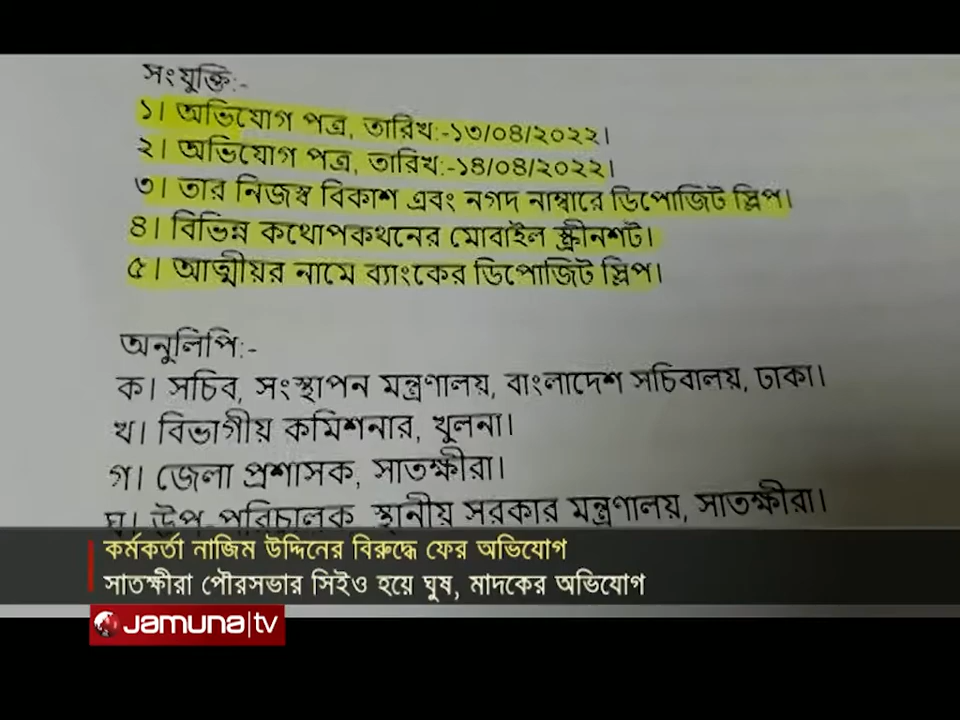 সংযুক্তি:-
১। অভিযোগ পত্র, তারিখ:-১৩/০৪/২০২২।
২। অভিযোগ পত্র, তারিখ:-১৪/০৪/২০২২।
৩। তার নিজস্ব বিকাশ এবং নগদ নাম্বারে ডিপোজিট স্লিপ।
৪। বিভিন্ন কথোপকথনের মোবাইল স্ক্রীনশট।
৫। আত্মীয়র নামে ব্যাংকের ডিপোজিট স্লিপ।
অনুলিপি:-
ক। সচিব, সংস্থাপন মন্ত্রণালয়, বাংলাদেশ সচিবালয়, ঢাকা।
খ। বিভাগীয় কমিশনার, খুলনা।
গ। জেলা প্রশাসক, সাতক্ষীরা।
ঘ। উপ-পরিচালক, স্থানীয় সরকার মন্ত্রণালয়, সাতক্ষীরা।
কর্মকর্তা নাজিম উদ্দিনের বিরুদ্ধে ফের অভিযোগ
সাতক্ষীরা পৌরসভার সিইও হয়ে ঘুষ, মাদকের অভিযোগ
Jamuna|tv